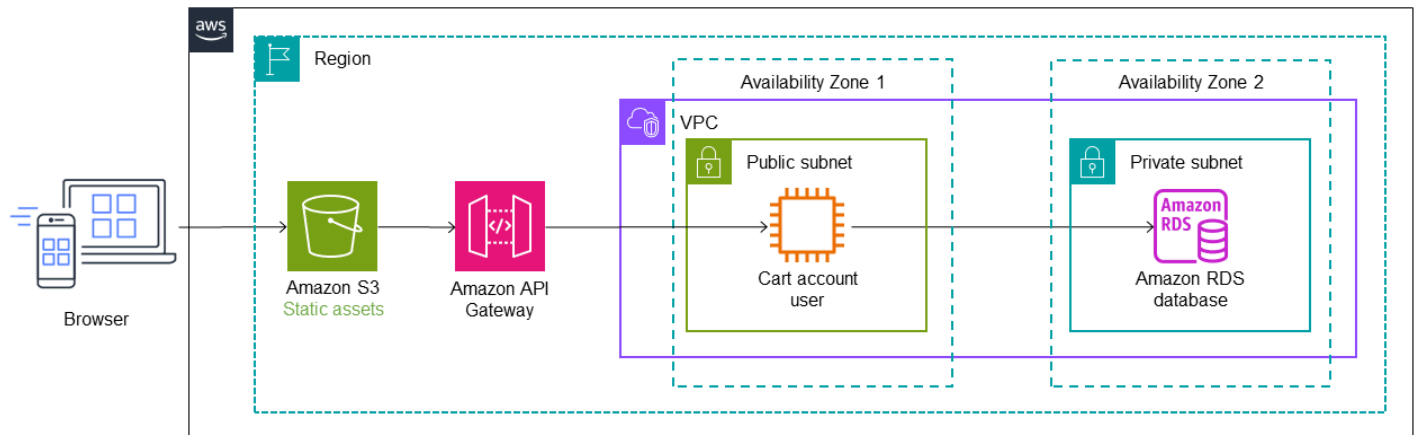 aws
Region
Availability Zone 1
Availability Zone 2
VPC
Public subnet
Private subnet
Amazon
RDS
</>
Amazon S3
Static assets
Amazon API
Gateway
Cart account
user
Amazon RDS
database
Browser